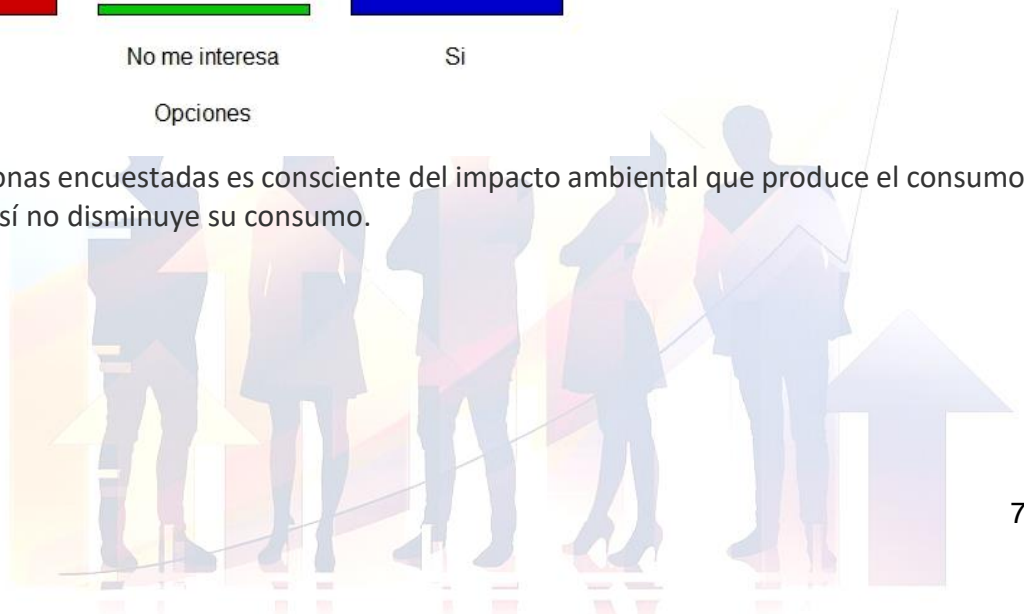 No me interesa Si
Opciones
onas encuestadas es consciente del impacto ambiental que produce el consumo
sí no disminuye su consumo.
7